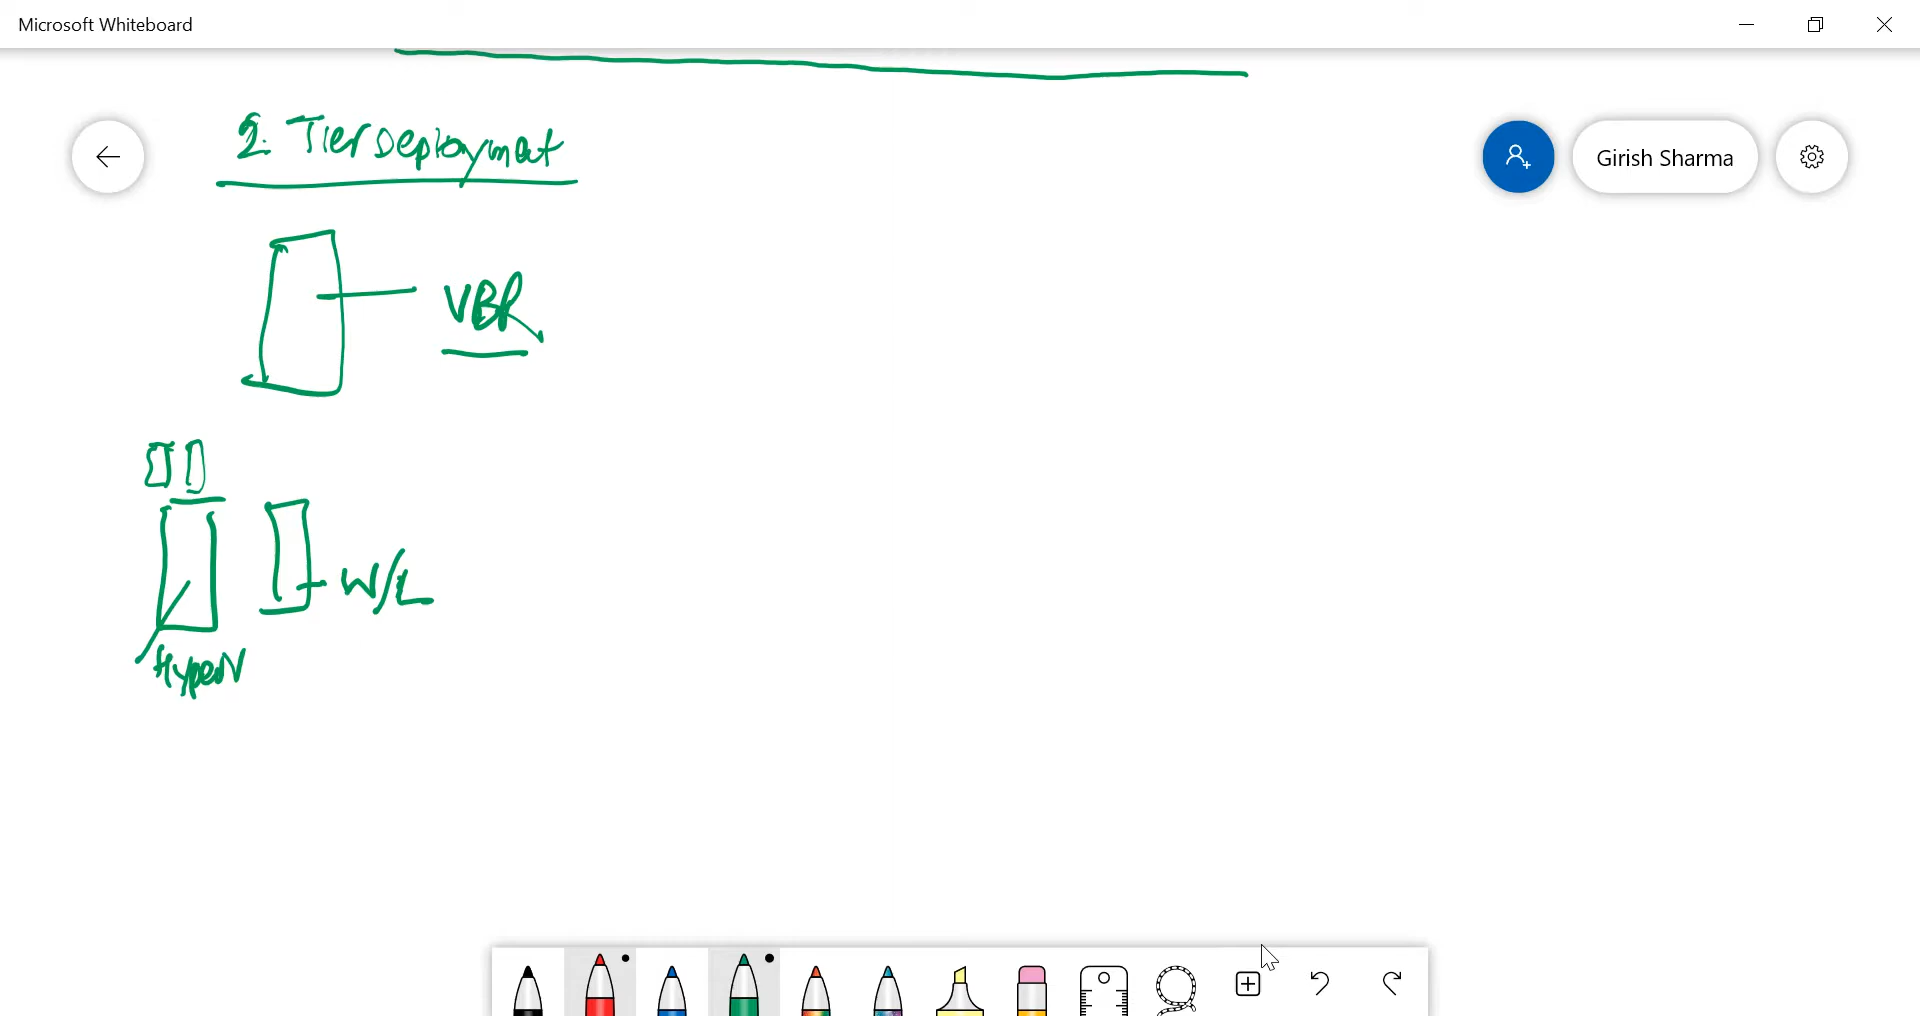 Microsoft Whiteboard
2. Tier Deployment
Girish Sharma
VBR
W/L
HyperV